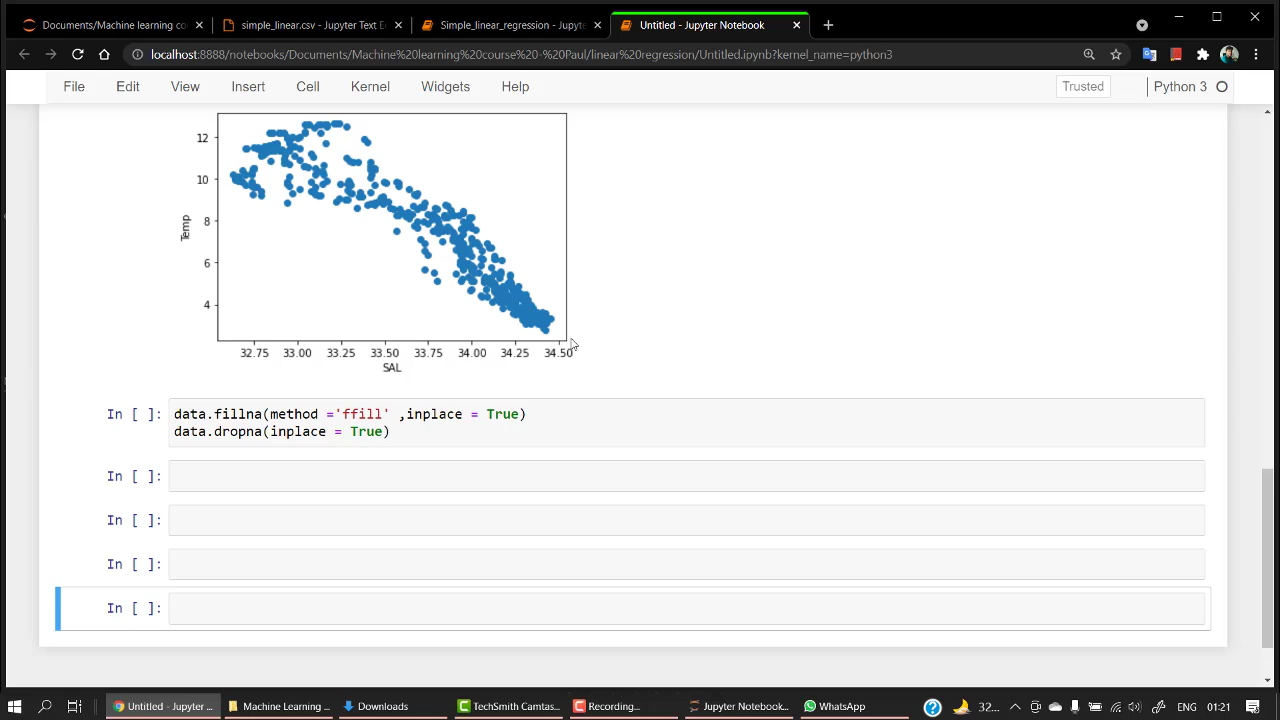 Documents/Machine learning co
simple_linear.csv - Jupyter Text E
Simple_linear_regression - Jupyte
Untitled - Jupyter Notebook
localhost:8888/notebooks/Documents/Machine%20learning%20course%20-%20Paul/linear%20regression/Untitled.ipynb?kernel_name=python3
File Edit View Insert Cell Kernel Widgets Help
Trusted
Python 3
12
10
8
6
4
Temp
32.75 33.00 33.25 33.50 33.75 34.00 34.25 34.50
SAL
In [ ]: data.fillna(method ='ffill' ,inplace = True)
data.dropna(inplace = True)
In [ ]:
In [ ]:
In [ ]:
In [ ]:
Untitled - Jupyter ...
Machine Learning ...
Downloads
TechSmith Camtas...
Recording...
Jupyter Notebook...
WhatsApp
32...
ENG
01:21